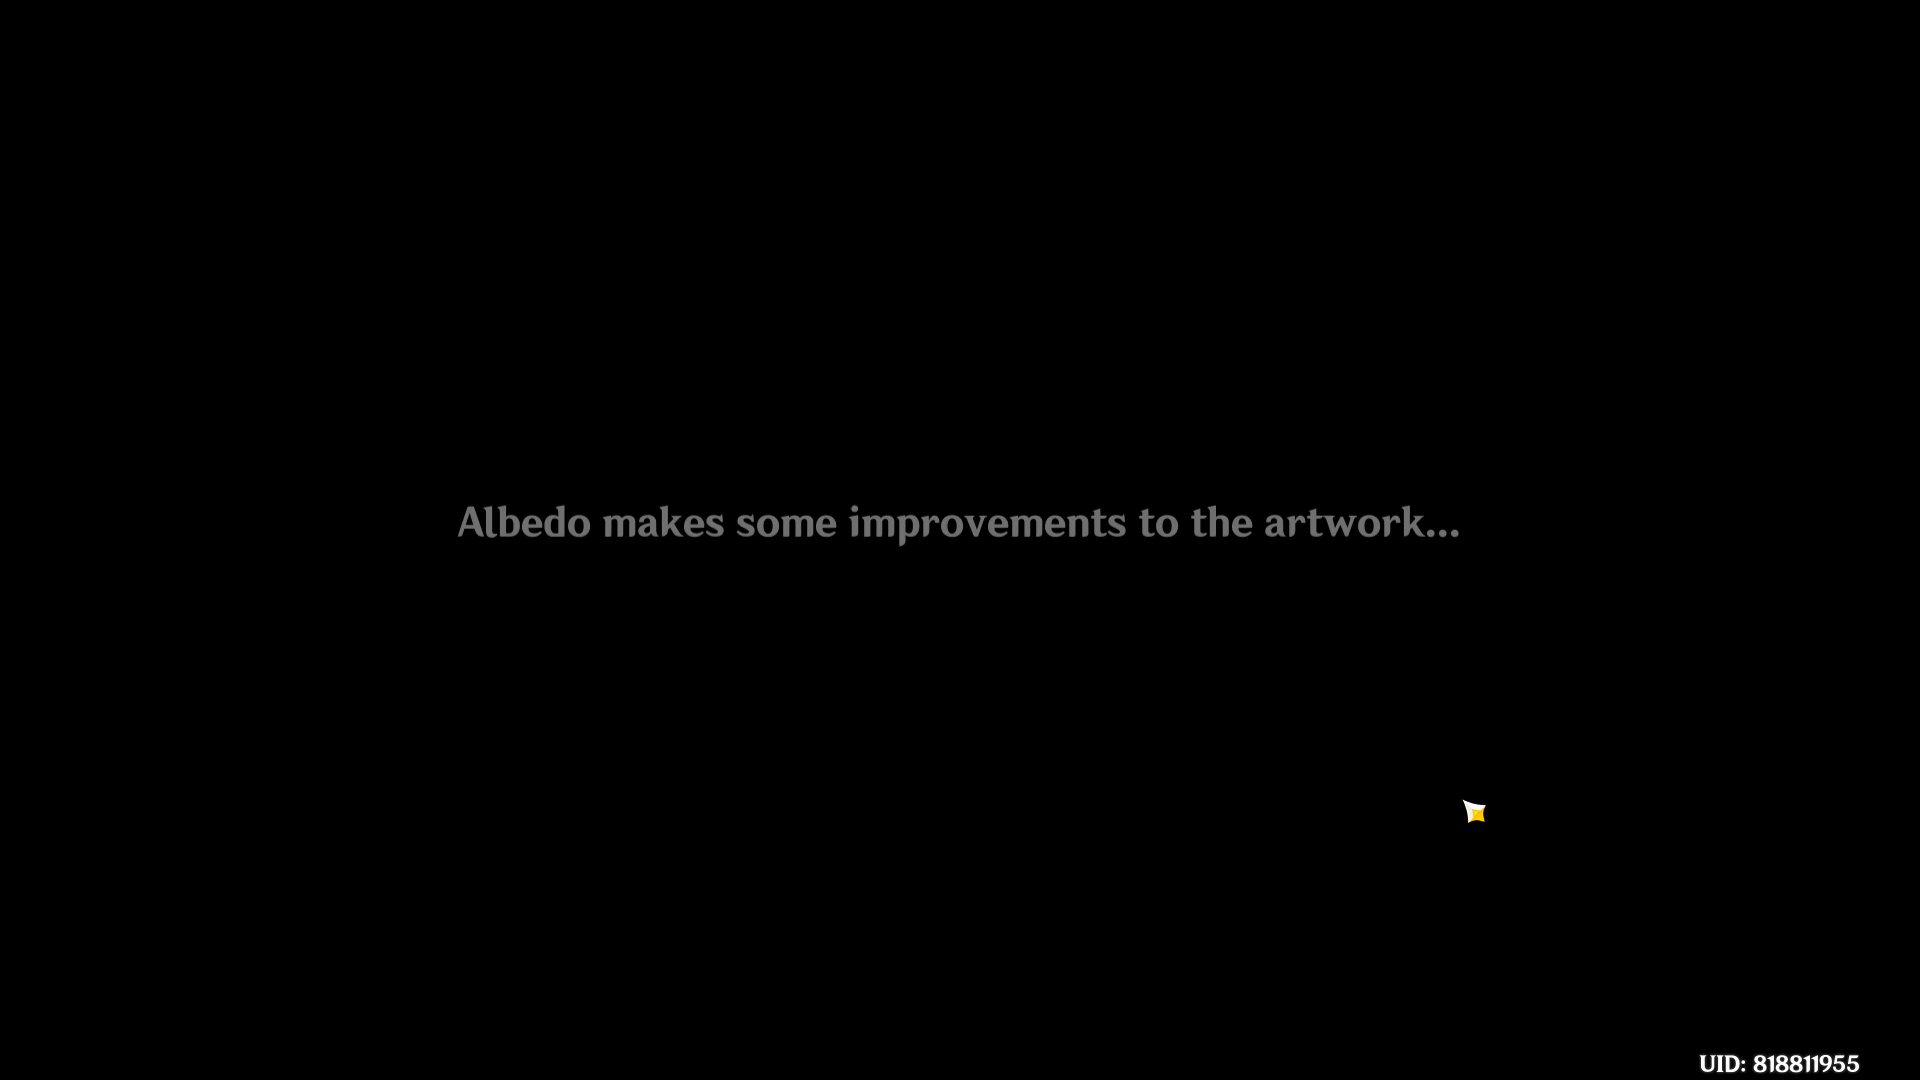 Albedo makes some improvements to the artwork...
UID: 818811955